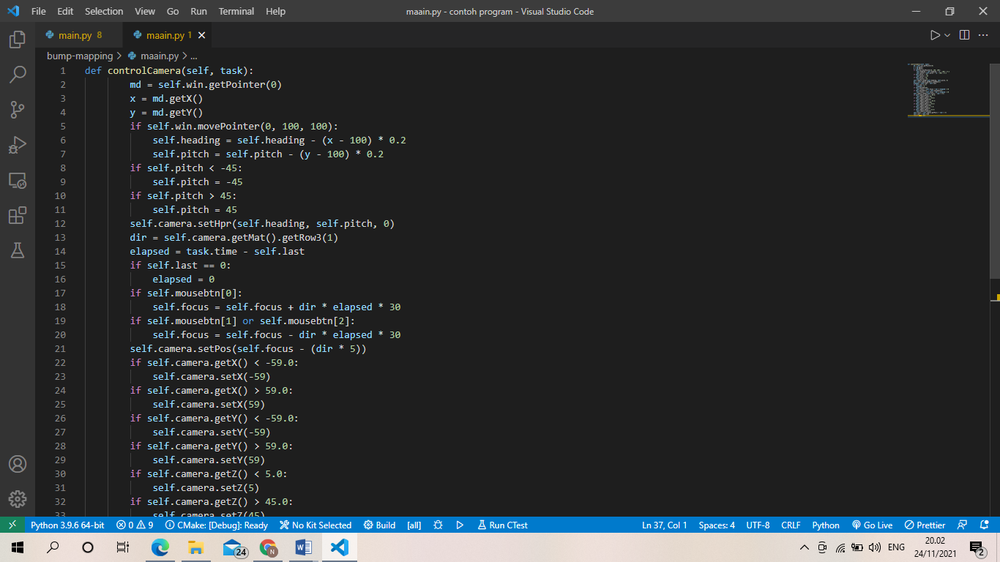 File Edit Selection View Go Run Terminal Help maain.py - contoh program - Visual Studio Code
main.py 8 maain.py 1
bump-mapping > maain.py > ...
1 def controlCamera(self, task):
2 md = self.win.getPointer(0)
3 x = md.getX()
4 y = md.getY()
5 if self.win.movePointer(0, 100, 100):
6 self.heading = self.heading - (x - 100) * 0.2
7 self.pitch = self.pitch - (y - 100) * 0.2
8 if self.pitch < -45:
9 self.pitch = -45
10 if self.pitch > 45:
11 self.pitch = 45
12 self.camera.setHpr(self.heading, self.pitch, 0)
13 dir = self.camera.getMat().getRow3(1)
14 elapsed = task.time - self.last
15 if self.last == 0:
16 elapsed = 0
17 if self.mousebtn[0]:
18 self.focus = self.focus + dir * elapsed * 30
19 if self.mousebtn[1] or self.mousebtn[2]:
20 self.focus = self.focus - dir * elapsed * 30
21 self.camera.setPos(self.focus - (dir * 5))
22 if self.camera.getX() < -59.0:
23 self.camera.setX(-59)
24 if self.camera.getX() > 59.0:
25 self.camera.setX(59)
26 if self.camera.getY() < -59.0:
27 self.camera.setY(-59)
28 if self.camera.getY() > 59.0:
29 self.camera.setY(59)
30 if self.camera.getZ() < 5.0:
31 self.camera.setZ(5)
32 if self.camera.getZ() > 45.0:
33 self.camera.setZ(45)
Python 3.9.6 64-bit 0 9 CMake: [Debug]: Ready No Kit Selected Build [all] Run CTest Ln 37, Col 1 Spaces: 4 UTF-8 CRLF Python Go Live Prettier
24 N W ENG 20.02
24/11/2021 2